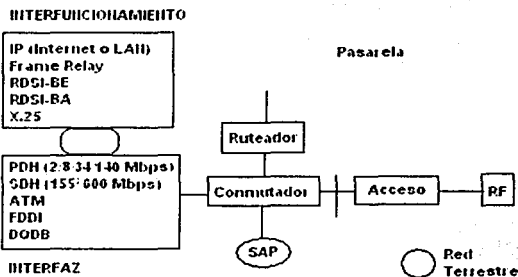 INTERFUNCIONAMIENTO
IP (Internet o LAN)
Frame Relay
RDSI-BE
RDSI-BA
X.25
Pasarela
Ruteador
PDH (2/8/34/140 Mbps)
SDH (155/600 Mbps)
ATM
FDDI
DQDB
Conmutador
Acceso
RF
SAP
INTERFAZ
Red
Terrestre